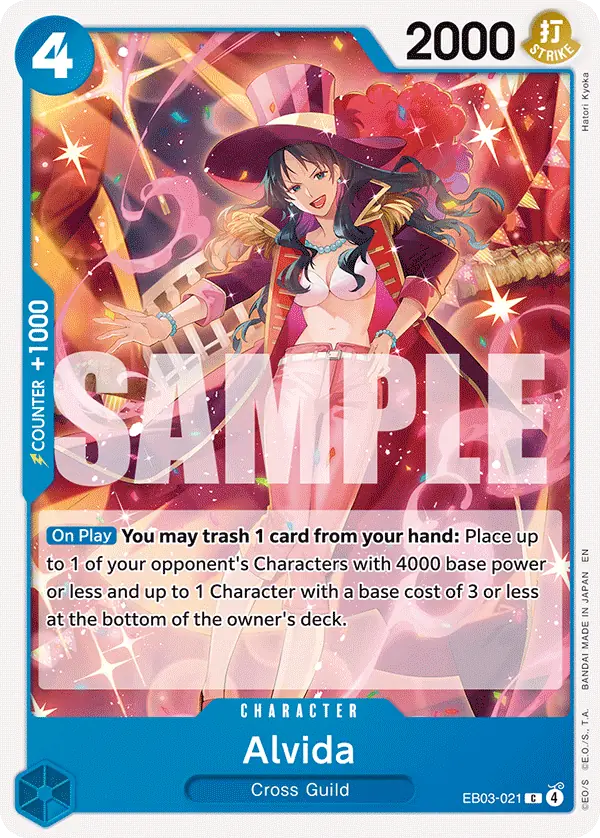 4
2000
打
STRIKE
Hatori Kyoka
COUNTER +1000
SAMPLE
On Play You may trash 1 card from your hand: Place up
to 1 of your opponent's Characters with 4000 base power
or less and up to 1 Character with a base cost of 3 or less
at the bottom of the owner's deck.
©EO/S ©E.O./S., T.A. BANDAI MADE IN JAPAN EN
CHARACTER
Alvida
Cross Guild
EB03-021 C 4